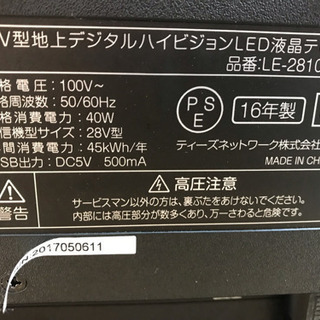 V型地上デジタルハイビジョンLED液晶テ
品番:LE-2810
格電圧：100V~
格周波数：50/60Hz
格消費電力：40W
信機型サイズ：28V型
間消費電力：45kWh/年
SB出力：DC5V 500mA
PSE
16年製
ティーズネットワーク株式会社
MADE IN CH
警告
高圧注意
サービスマン以外の方は、裏ぶたをあけないでください。
内部には高圧部分が数多くあり、万一さわると危険です。
N 2017050611